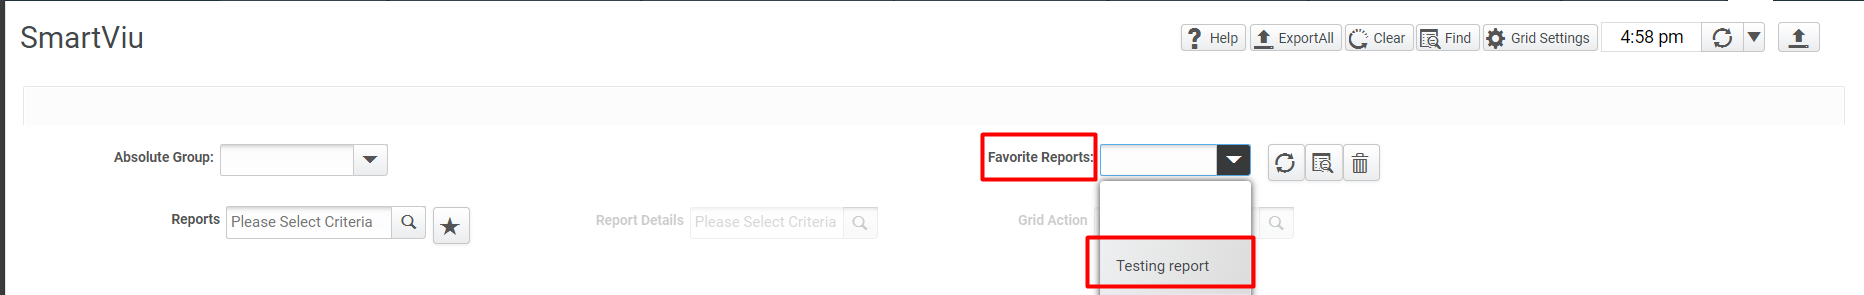 SmartViu
Help ExportAll Clear Find Grid Settings 4:58 pm
Absolute Group: Favorite Reports:
Reports Please Select Criteria Report Details Please Select Criteria Grid Action
Testing report